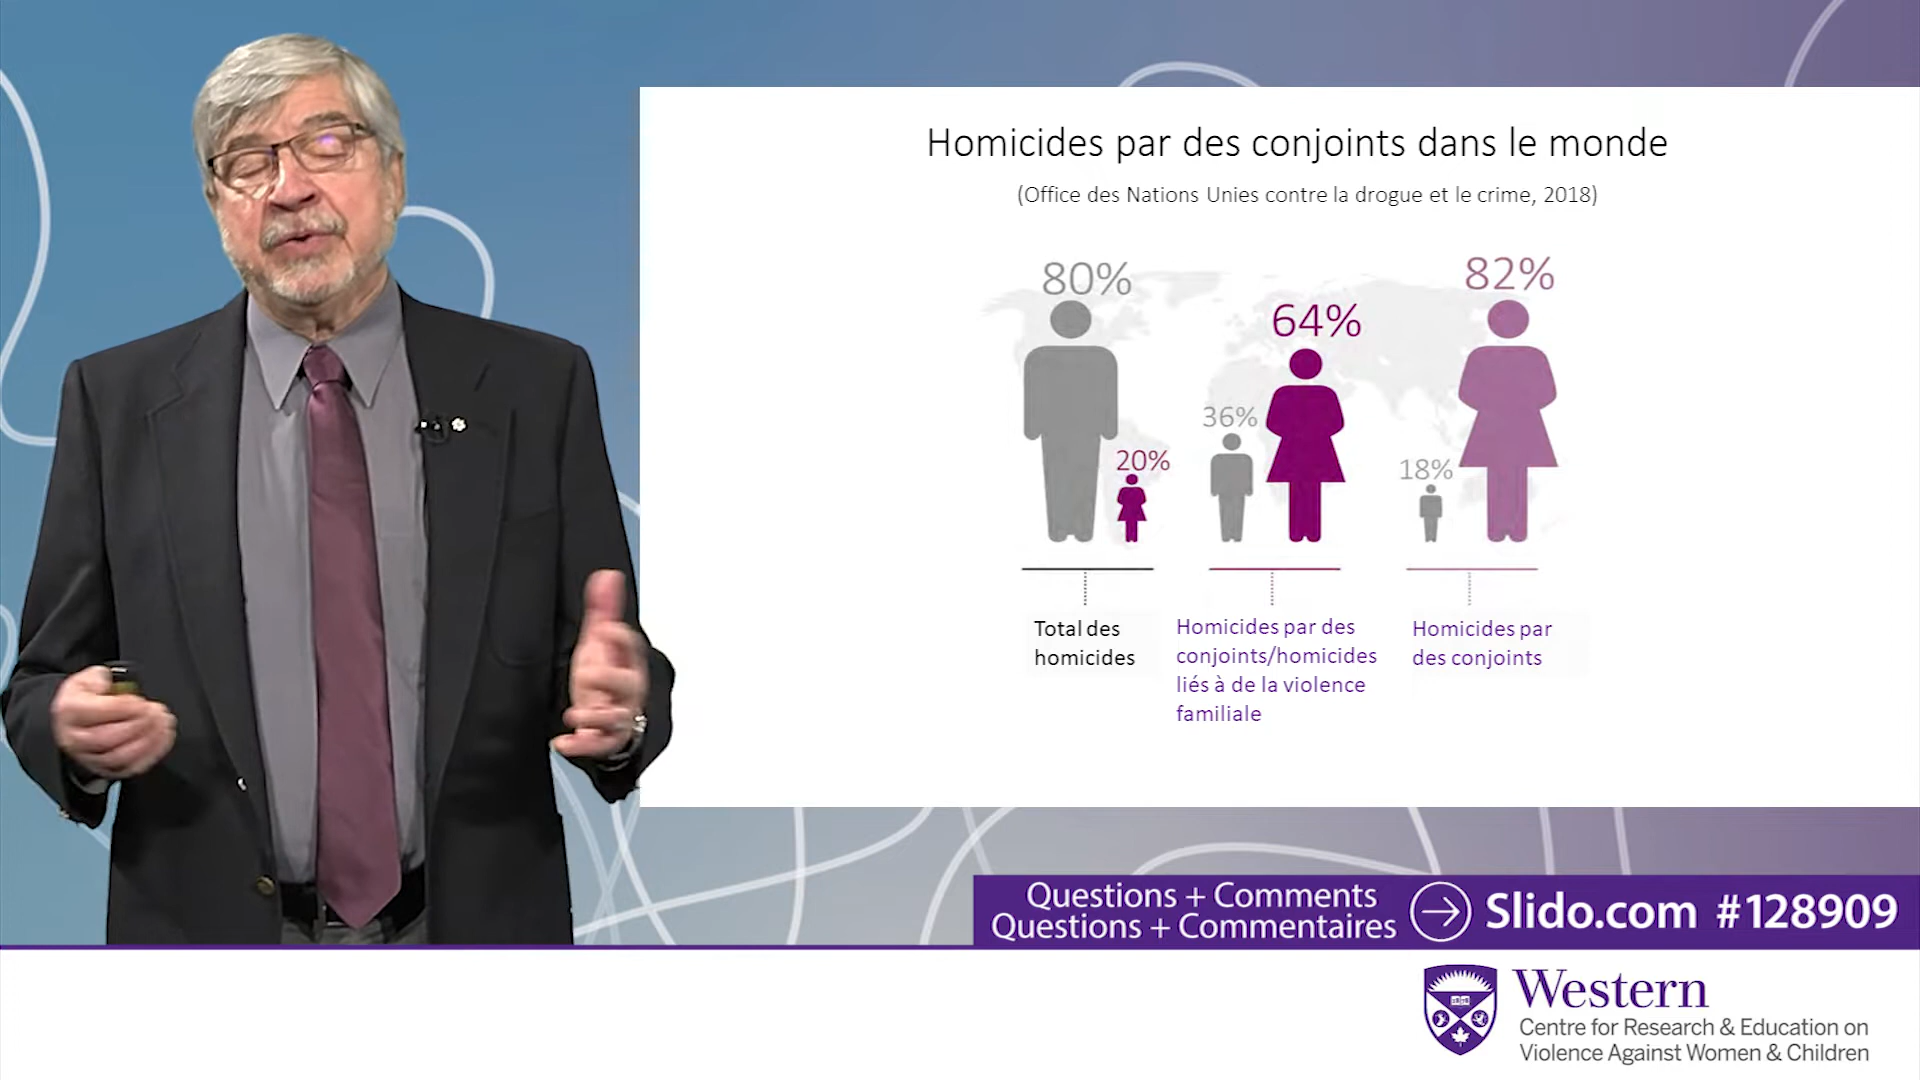 Homicides par des conjoints dans le monde
(Office des Nations Unies contre la drogue et le crime, 2018)
80%
20%
36%
64%
18%
82%
Total des
homicides
Homicides par des
conjoints/homicides
liés à de la violence
familiale
Homicides par
des conjoints
Questions + Comments
Questions + Commentaires
Slido.com #128909
Western
Centre for Research & Education on
Violence Against Women & Children